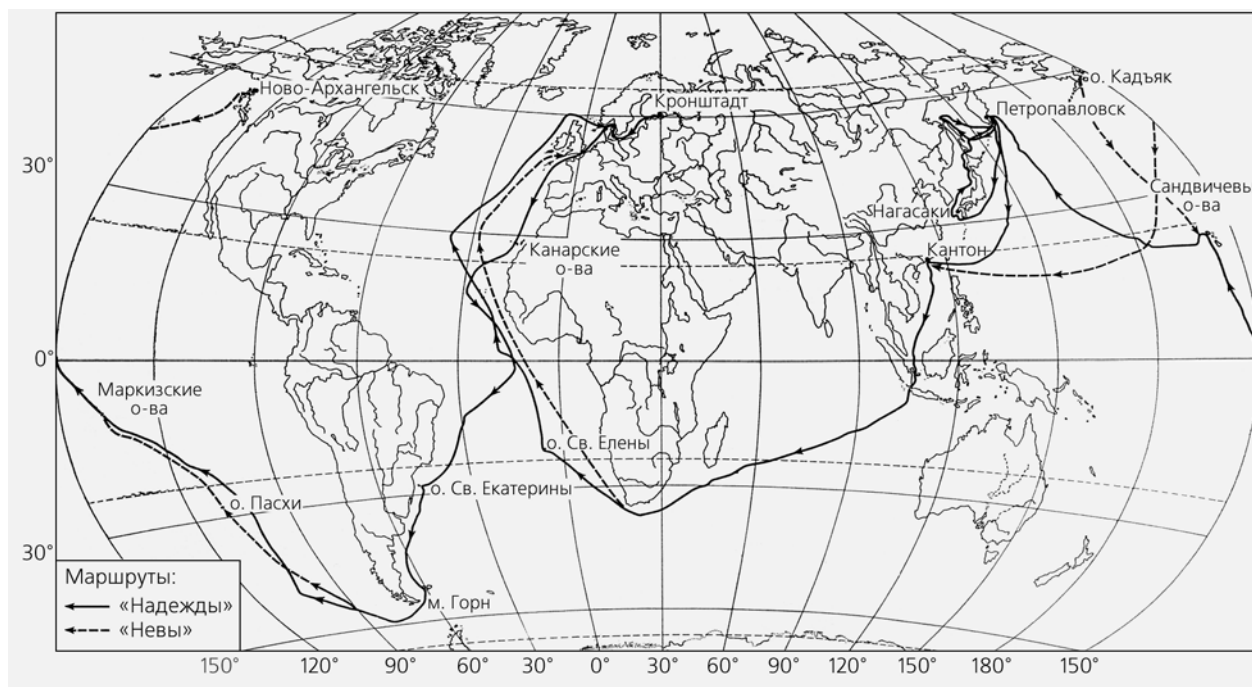 о. Кадъяк
Ново-Архангельск
Кронштадт
Петропавловск
30°
Сандвичевы
о-ва
Нагасаки
Канарские
о-ва
Кантон
0°
Маркизские
о-ва
о. Св. Елены
о. Св. Екатерины
о. Пасхи
30°
Маршруты:
«Надежды»
«Невы»
м. Горн
150° 120° 90° 60° 30° 0° 30° 60° 90° 120° 150° 180° 150°